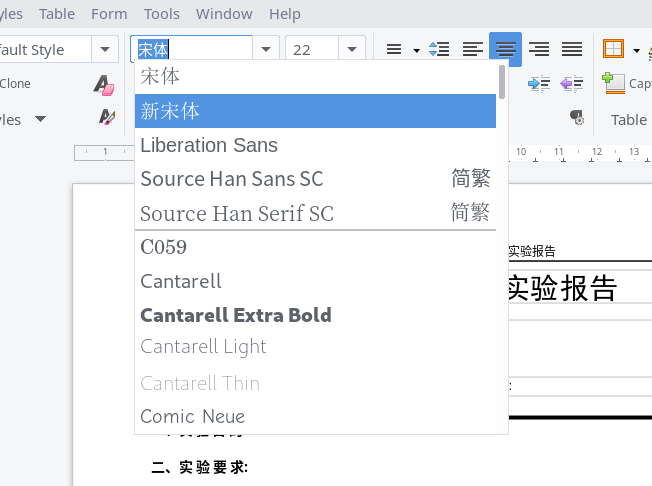 yles Table Form Tools Window Help
fault Style 宋体 22
Clone
Capt
yles
Table
1 10 11 12 13
宋体
新宋体
Liberation Sans
Source Han Sans SC 简繁
Source Han Serif SC 简繁
C059
Cantarell
Cantarell Extra Bold
Cantarell Light
Cantarell Thin
Comic Neue
实验报告
实验报告
:
二、实验要求: